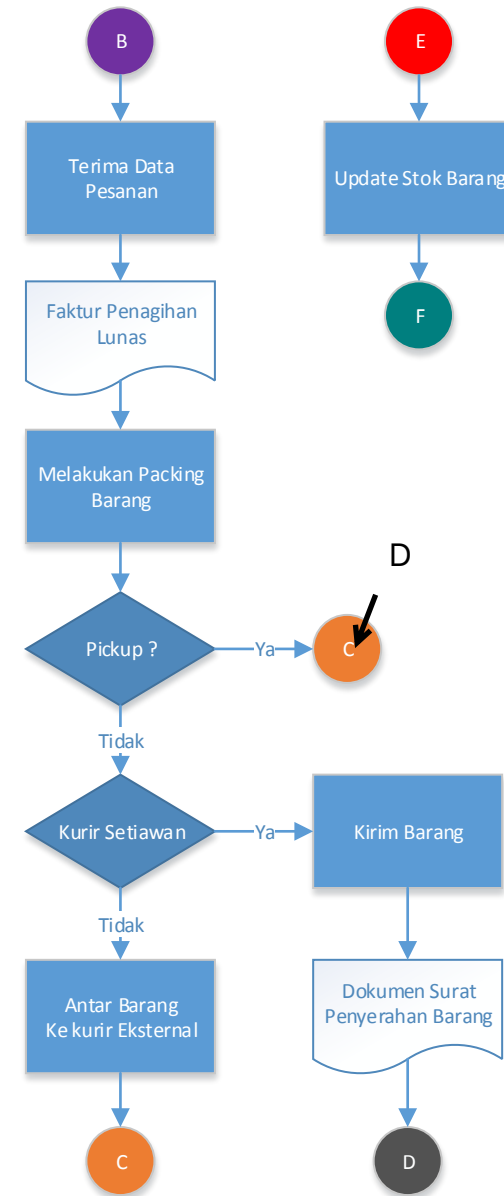 B
Terima Data
Pesanan
Faktur Penagihan
Lunas
Melakukan Packing
Barang
Pickup ?
Ya
C
D
Tidak
Kurir Setiawan
Ya
Kirim Barang
Tidak
Antar Barang
Ke kurir Eksternal
C
Dokumen Surat
Penyerahan Barang
D
E
Update Stok Barang
F